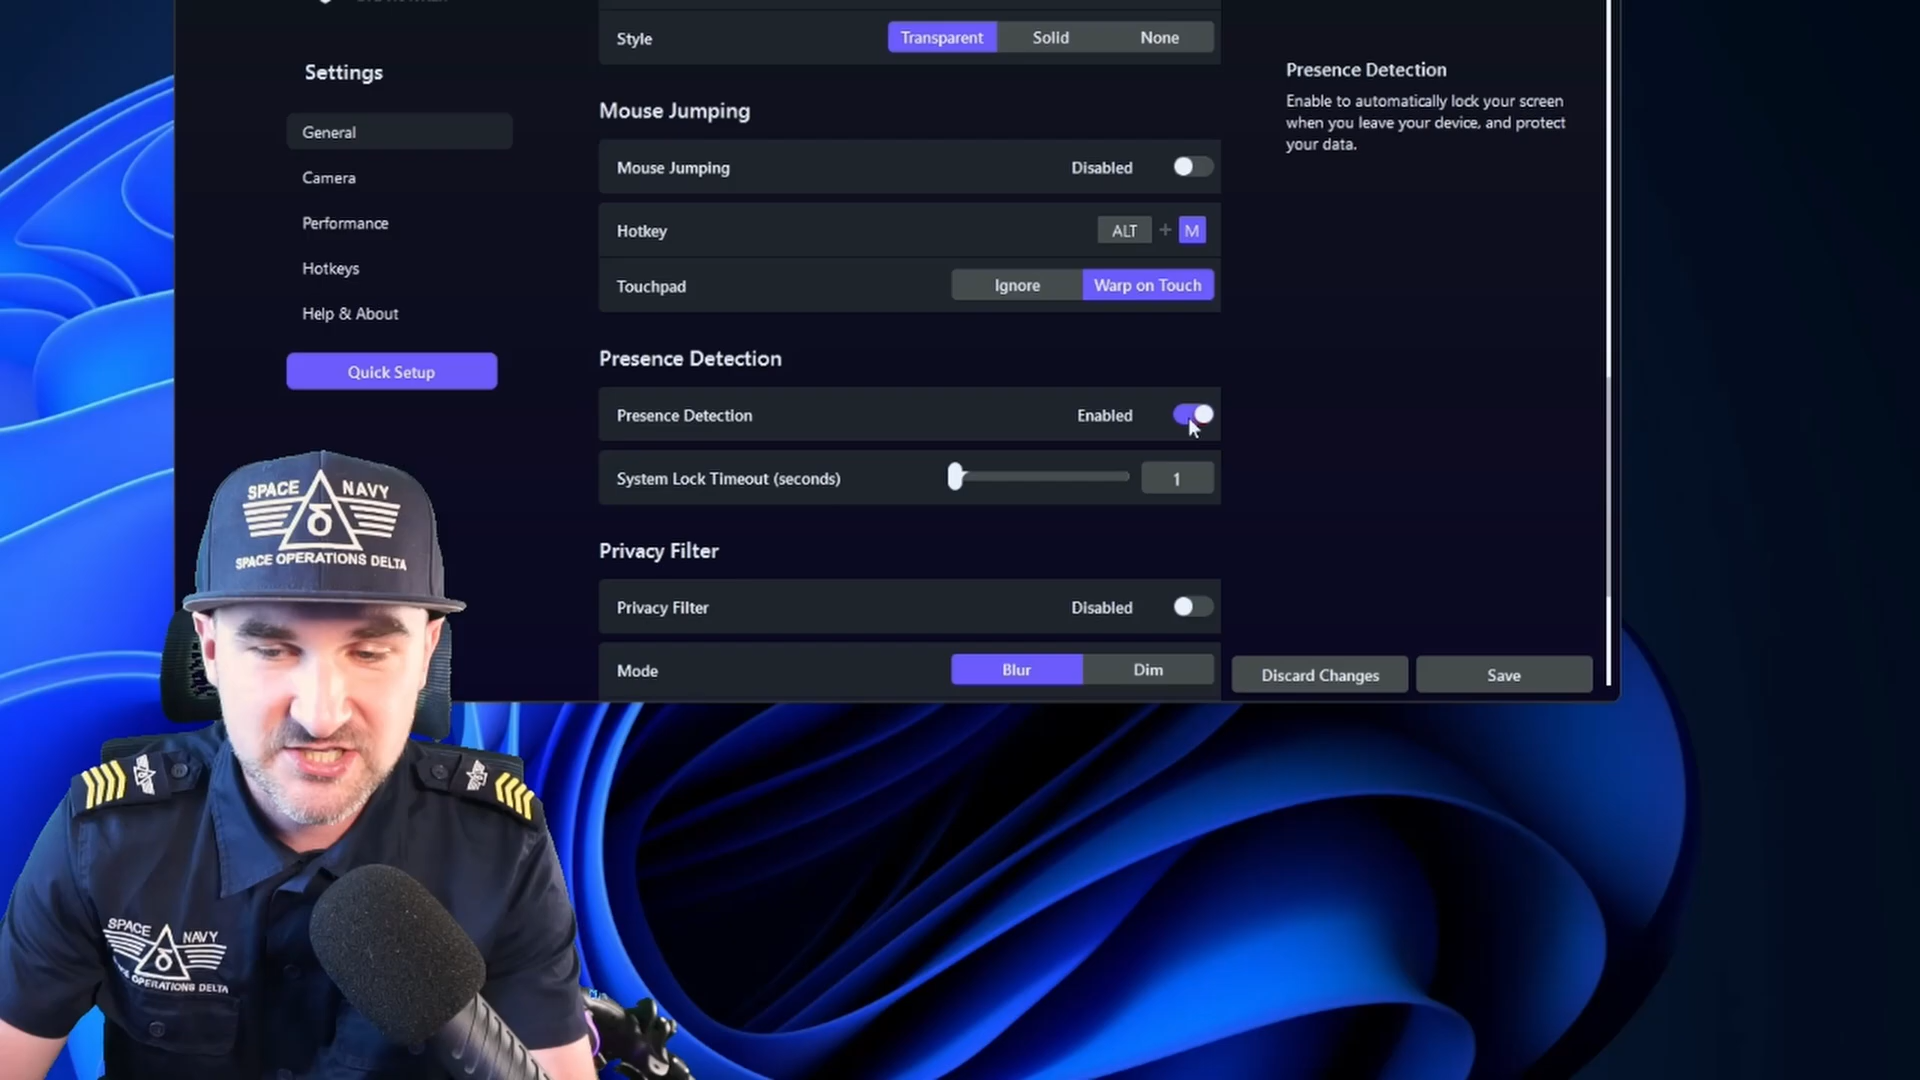 Style
Transparent
Solid
None
Settings
General
Camera
Performance
Hotkeys
Help & About
Quick Setup
Mouse Jumping
Mouse Jumping
Disabled
Hotkey
ALT
+
M
Touchpad
Ignore
Warp on Touch
Presence Detection
Presence Detection
Enabled
System Lock Timeout (seconds)
1
Privacy Filter
Privacy Filter
Disabled
Mode
Blur
Dim
Presence Detection
Enable to automatically lock your screen
when you leave your device, and protect
your data.
Discard Changes
Save
SPACE NAVY
δ
SPACE OPERATIONS DELTA
SPACE NAVY
δ
OPERATIONS DELTA